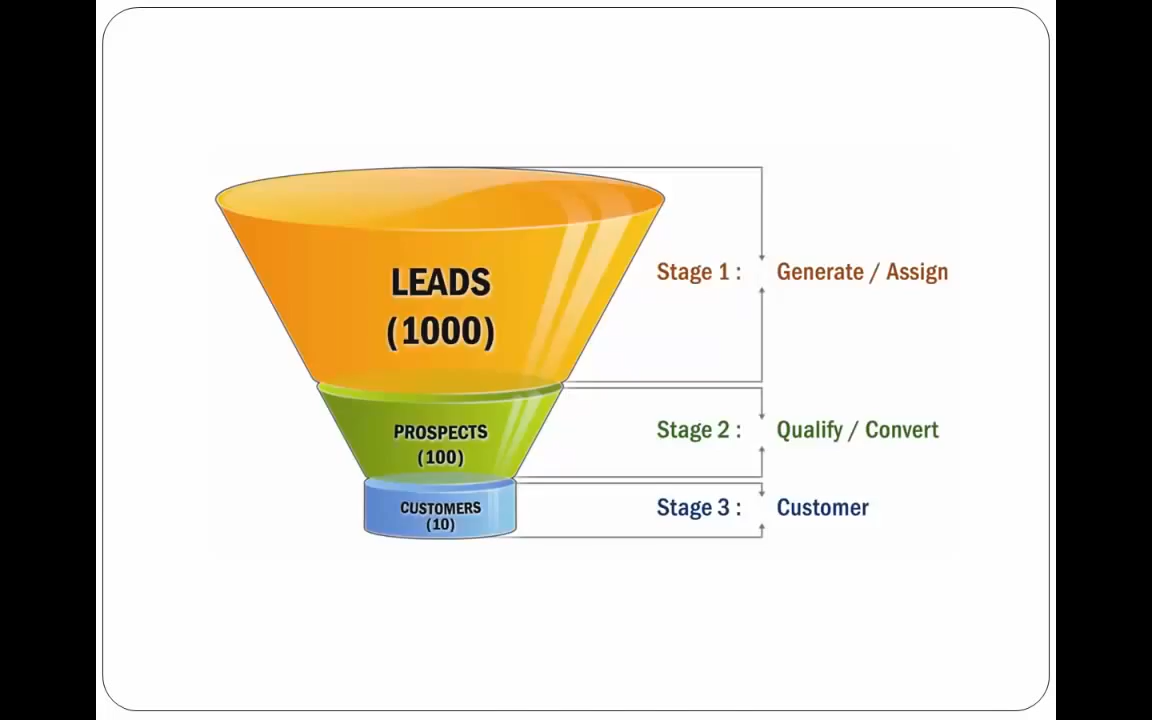 LEADS
(1000)
Stage 1 : Generate / Assign
PROSPECTS
(100)
Stage 2 : Qualify / Convert
CUSTOMERS
(10)
Stage 3 : Customer